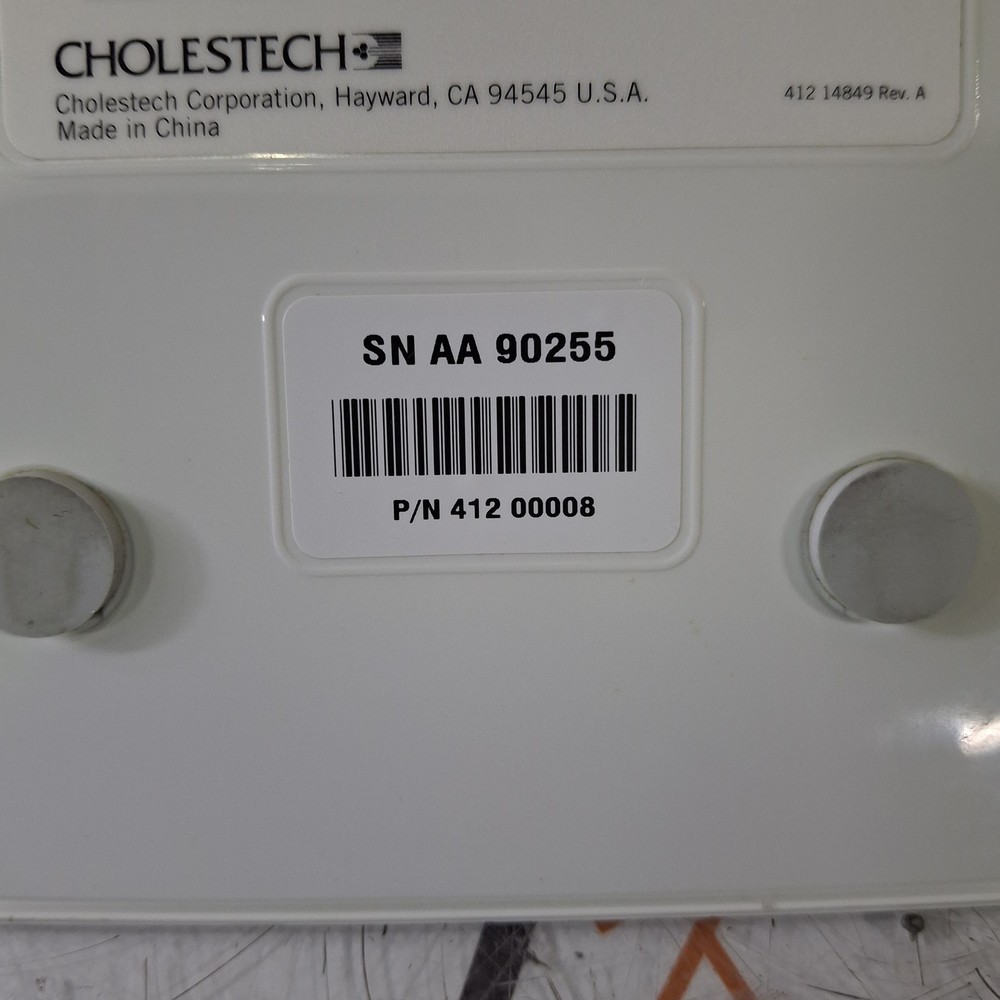 CHOLESTECH
Cholestech Corporation, Hayward, CA 94545 U.S.A.
Made in China
412 14849 Rev. A
SN AA 90255
P/N 412 00008